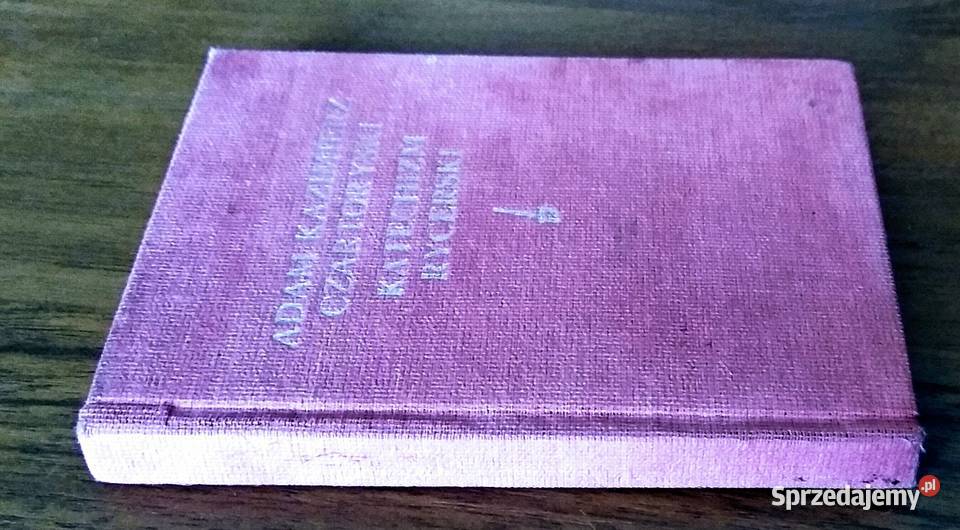 ADAM KAZIMIERZ
CZARTORYSKI
KATECHIZM
RYCERSKI
Sprzedajemy.pl